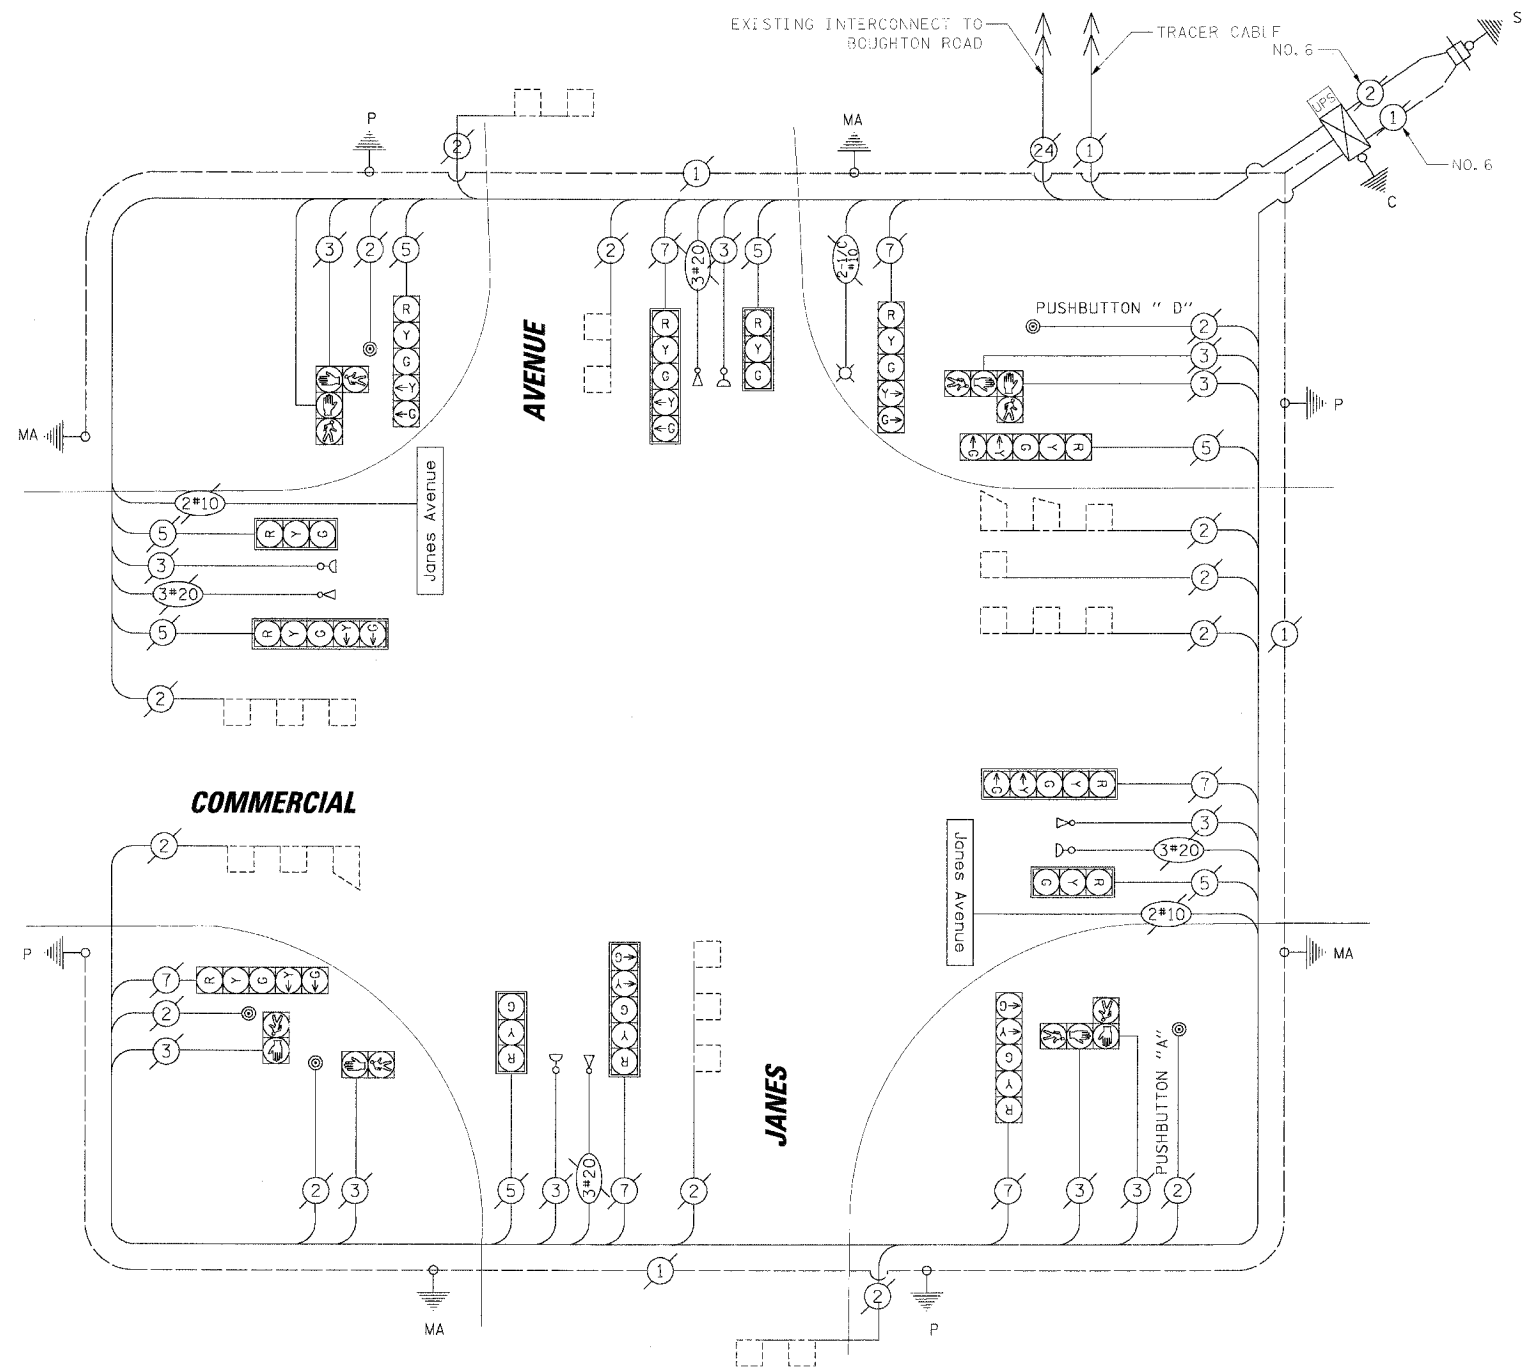 EXISTING INTERCONNECT TO
BOUGHTON ROAD
TRACER CABLE
NO. 6
S
2
UPS
1
NO. 6
C
P
2
1
MA
24
1
3
2
5
2
7
3#20
3
5
2-1/C
#10
7
R
Y
G
Y
G
R
Y
G
Y
G
R
Y
G
R
Y
G
Y
G
AVENUE
PUSHBUTTON " D"
2
3
3
P
R Y G Y G
5
MA
2#10
Janes Avenue
5
R Y G
3
3#20
5
R Y G Y G
2
2
2
2
1
COMMERCIAL
R Y G Y G
7
3
3#20
R Y G
5
2#10
Janes Avenue
2
P
MA
7
R Y G Y G
2
3
G
Y
R
G
Y
G
Y
R
G
Y
G
Y
R
JANES
PUSHBUTTON "A"
2
3
5
3
3#20
7
2
7
3
3
2
1
2
MA
P